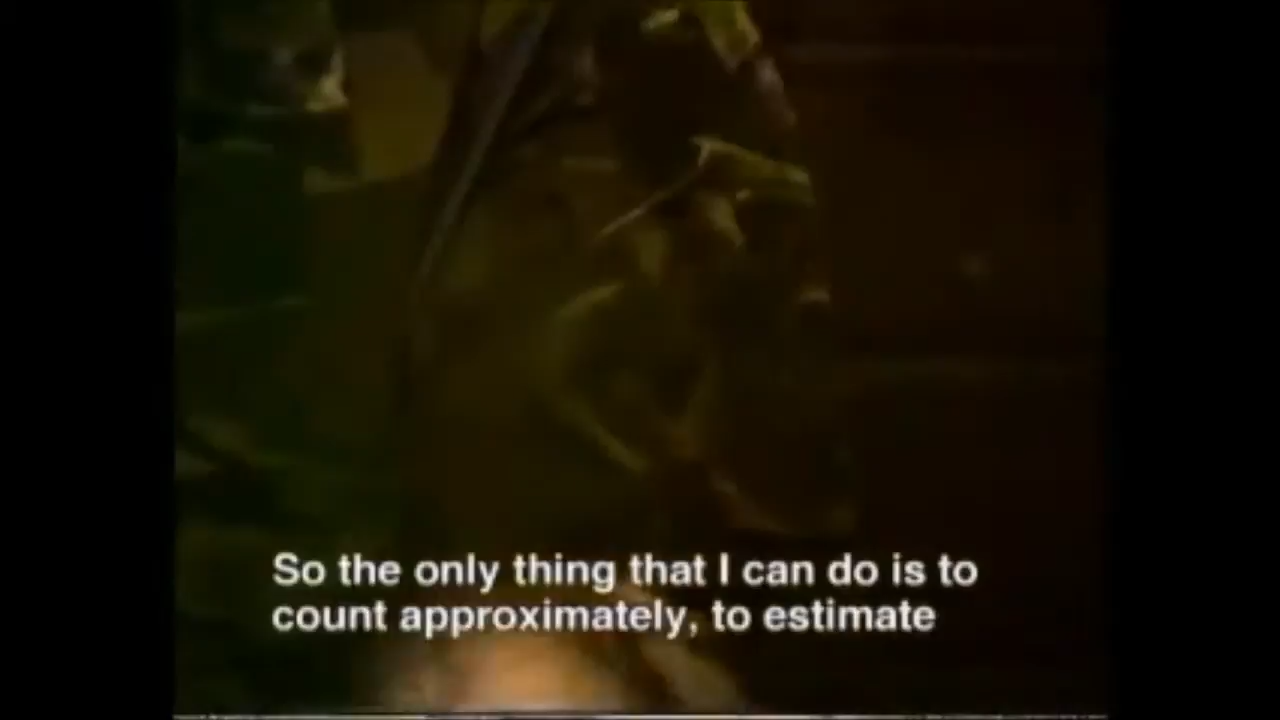 So the only thing that I can do is to
count approximately, to estimate